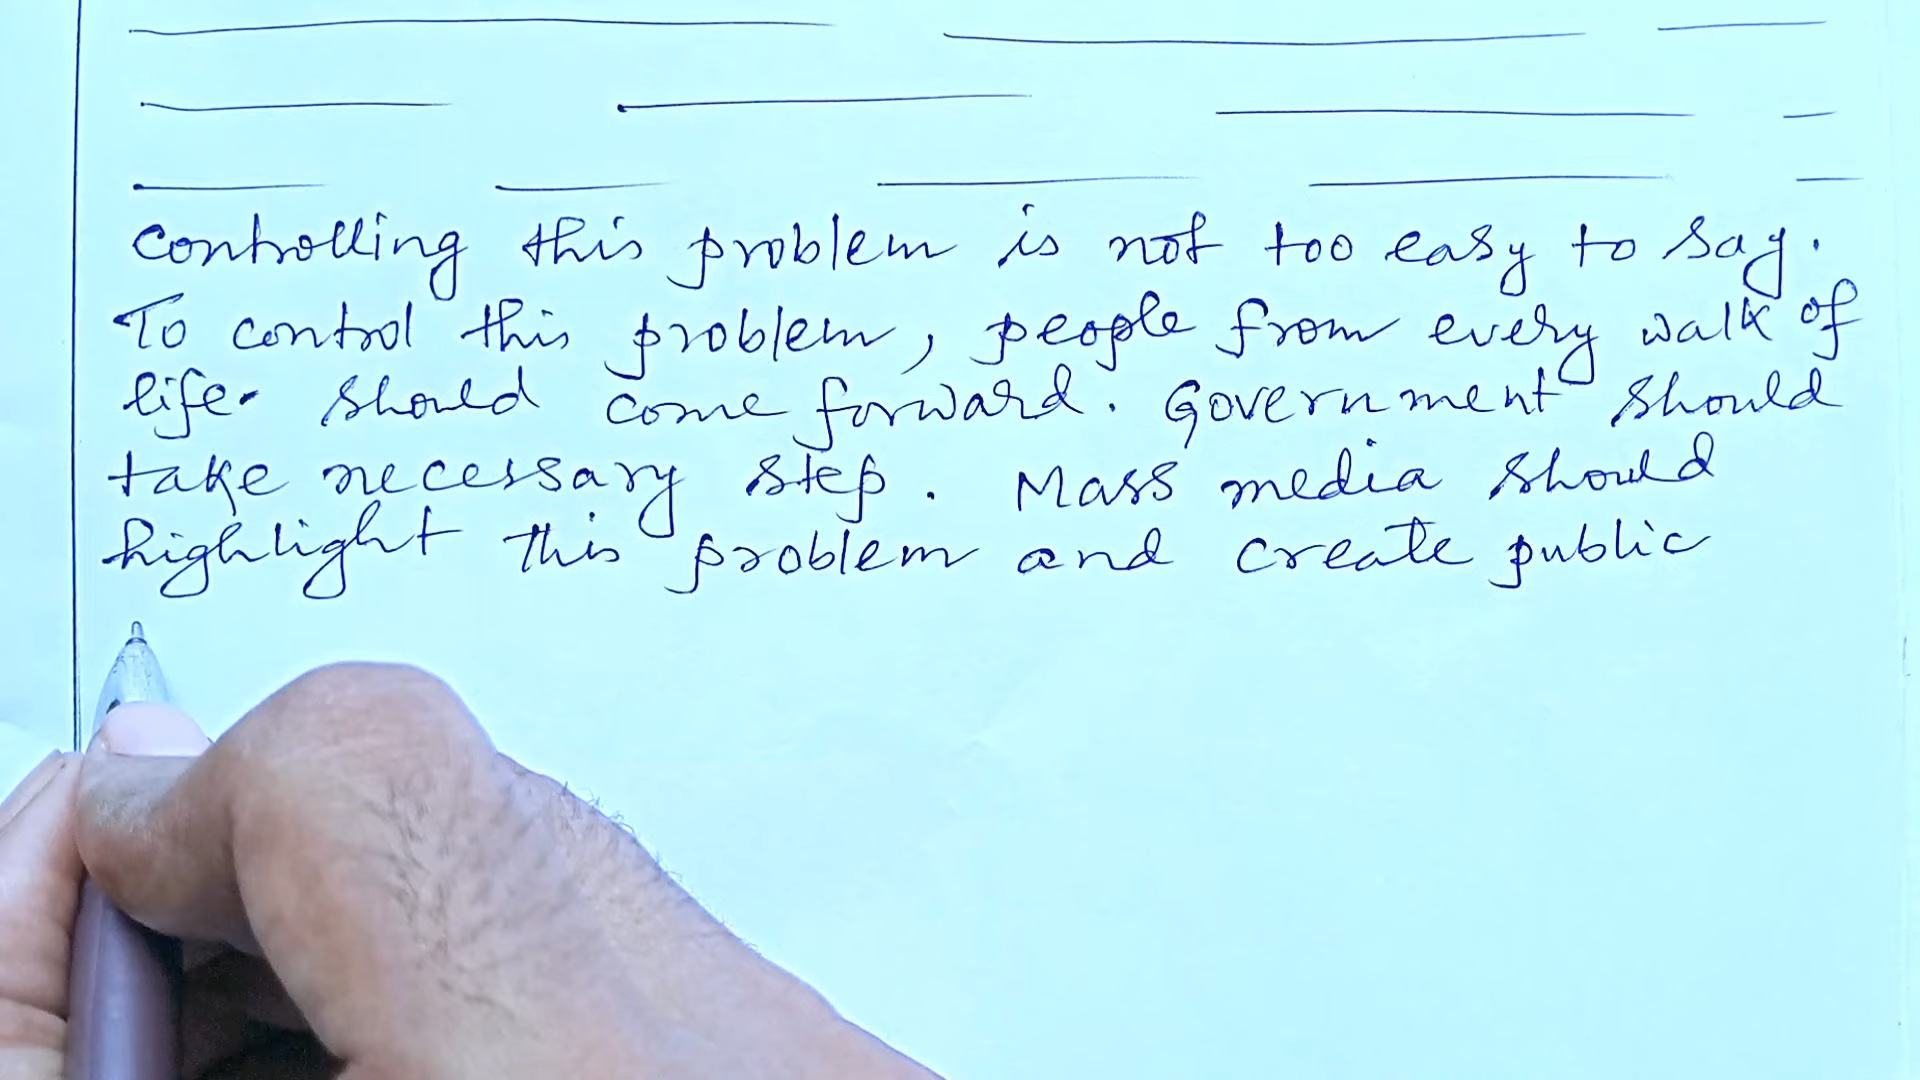 controlling this problem is not too easy to say.
To control this problem, people from every walk of
life should come forward. Government should
take necessary step. Mass media should
highlight this problem and create public